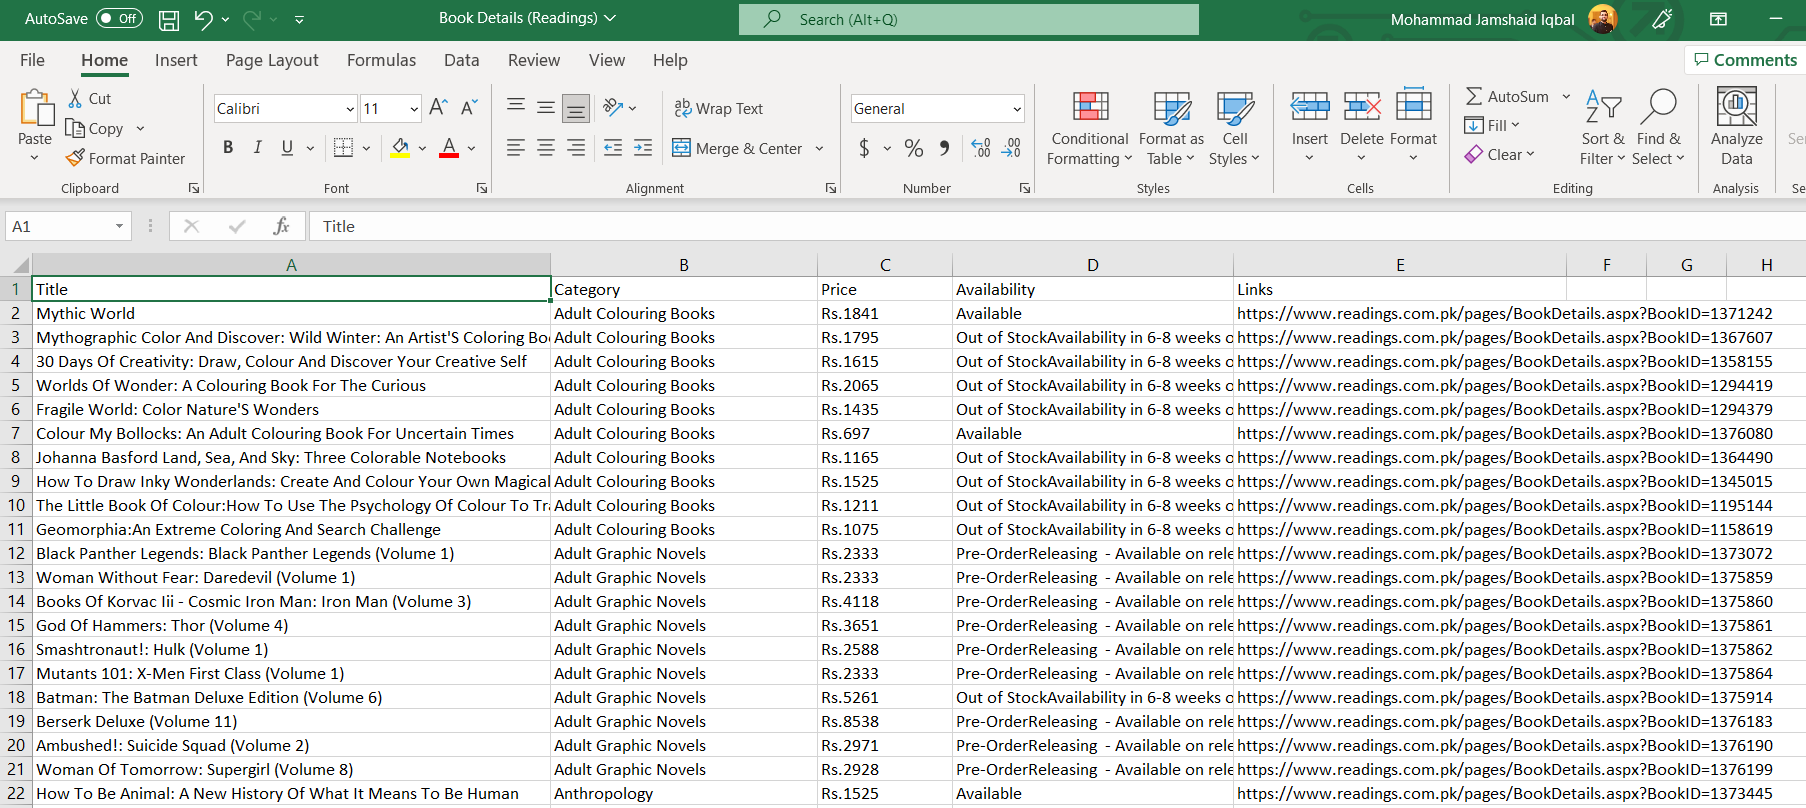 AutoSave Off Book Details (Readings) Search (Alt+Q) Mohammad Jamshaid Iqbal
File Home Insert Page Layout Formulas Data Review View Help Comments
Paste Cut Copy Format Painter
Calibri 11
B I U A
Wrap Text
Merge & Center
General
$ % 9
Conditional Formatting Format as Table Cell Styles
Insert Delete Format
AutoSum Fill Clear
Sort & Filter Find & Select
Analyze Data
Clipboard Font Alignment Number Styles Cells Editing Analysis
A1 fx Title
A B C D E F G H
1 Title Category Price Availability Links
2 Mythic World Adult Colouring Books Rs.1841 Available https://www.readings.com.pk/pages/BookDetails.aspx?BookID=1371242
3 Mythographic Color And Discover: Wild Winter: An Artist'S Coloring Bo Adult Colouring Books Rs.1795 Out of StockAvailability in 6-8 weeks o https://www.readings.com.pk/pages/BookDetails.aspx?BookID=1367607
4 30 Days Of Creativity: Draw, Colour And Discover Your Creative Self Adult Colouring Books Rs.1615 Out of StockAvailability in 6-8 weeks o https://www.readings.com.pk/pages/BookDetails.aspx?BookID=1358155
5 Worlds Of Wonder: A Colouring Book For The Curious Adult Colouring Books Rs.2065 Out of StockAvailability in 6-8 weeks o https://www.readings.com.pk/pages/BookDetails.aspx?BookID=1294419
6 Fragile World: Color Nature'S Wonders Adult Colouring Books Rs.1435 Out of StockAvailability in 6-8 weeks o https://www.readings.com.pk/pages/BookDetails.aspx?BookID=1294379
7 Colour My Bollocks: An Adult Colouring Book For Uncertain Times Adult Colouring Books Rs.697 Available https://www.readings.com.pk/pages/BookDetails.aspx?BookID=1376080
8 Johanna Basford Land, Sea, And Sky: Three Colorable Notebooks Adult Colouring Books Rs.1165 Out of StockAvailability in 6-8 weeks o https://www.readings.com.pk/pages/BookDetails.aspx?BookID=1364490
9 How To Draw Inky Wonderlands: Create And Colour Your Own Magical Adult Colouring Books Rs.1525 Out of StockAvailability in 6-8 weeks o https://www.readings.com.pk/pages/BookDetails.aspx?BookID=1345015
10 The Little Book Of Colour:How To Use The Psychology Of Colour To Tr Adult Colouring Books Rs.1211 Out of StockAvailability in 6-8 weeks o https://www.readings.com.pk/pages/BookDetails.aspx?BookID=1195144
11 Geomorphia:An Extreme Coloring And Search Challenge Adult Colouring Books Rs.1075 Out of StockAvailability in 6-8 weeks o https://www.readings.com.pk/pages/BookDetails.aspx?BookID=1158619
12 Black Panther Legends: Black Panther Legends (Volume 1) Adult Graphic Novels Rs.2333 Pre-OrderReleasing - Available on rele https://www.readings.com.pk/pages/BookDetails.aspx?BookID=1373072
13 Woman Without Fear: Daredevil (Volume 1) Adult Graphic Novels Rs.2333 Pre-OrderReleasing - Available on rele https://www.readings.com.pk/pages/BookDetails.aspx?BookID=1375859
14 Books Of Korvac Iii - Cosmic Iron Man: Iron Man (Volume 3) Adult Graphic Novels Rs.4118 Pre-OrderReleasing - Available on rele https://www.readings.com.pk/pages/BookDetails.aspx?BookID=1375860
15 God Of Hammers: Thor (Volume 4) Adult Graphic Novels Rs.3651 Pre-OrderReleasing - Available on rele https://www.readings.com.pk/pages/BookDetails.aspx?BookID=1375861
16 Smashtronaut!: Hulk (Volume 1) Adult Graphic Novels Rs.2588 Pre-OrderReleasing - Available on rele https://www.readings.com.pk/pages/BookDetails.aspx?BookID=1375862
17 Mutants 101: X-Men First Class (Volume 1) Adult Graphic Novels Rs.2333 Pre-OrderReleasing - Available on rele https://www.readings.com.pk/pages/BookDetails.aspx?BookID=1375864
18 Batman: The Batman Deluxe Edition (Volume 6) Adult Graphic Novels Rs.5261 Out of StockAvailability in 6-8 weeks o https://www.readings.com.pk/pages/BookDetails.aspx?BookID=1375914
19 Berserk Deluxe (Volume 11) Adult Graphic Novels Rs.8538 Pre-OrderReleasing - Available on rele https://www.readings.com.pk/pages/BookDetails.aspx?BookID=1376183
20 Ambushed!: Suicide Squad (Volume 2) Adult Graphic Novels Rs.2971 Pre-OrderReleasing - Available on rele https://www.readings.com.pk/pages/BookDetails.aspx?BookID=1376190
21 Woman Of Tomorrow: Supergirl (Volume 8) Adult Graphic Novels Rs.2928 Pre-OrderReleasing - Available on rele https://www.readings.com.pk/pages/BookDetails.aspx?BookID=1376199
22 How To Be Animal: A New History Of What It Means To Be Human Anthropology Rs.1525 Available https://www.readings.com.pk/pages/BookDetails.aspx?BookID=1373445